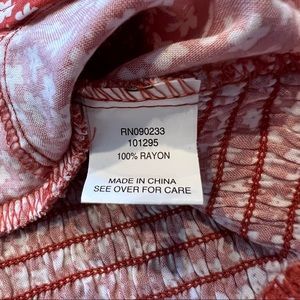 RN090233
101295
100% RAYON
MADE IN CHINA
SEE OVER FOR CARE